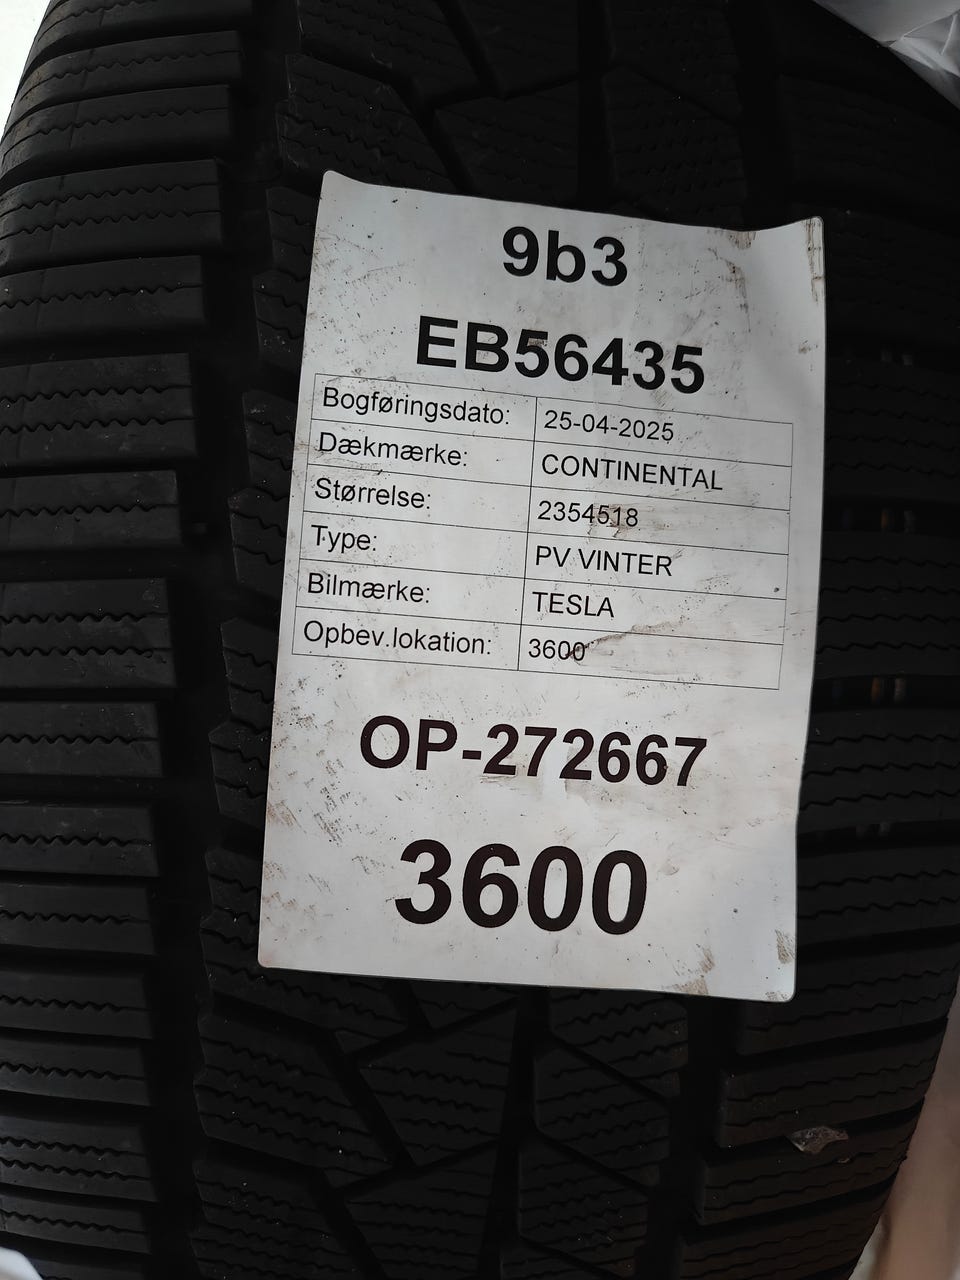 9b3
EB56435
Bogføringsdato: 25-04-2025
Dækmærke: CONTINENTAL
Størrelse: 2354518
Type: PV VINTER
Bilmærke: TESLA
Opbev.lokation: 3600
OP-272667
3600